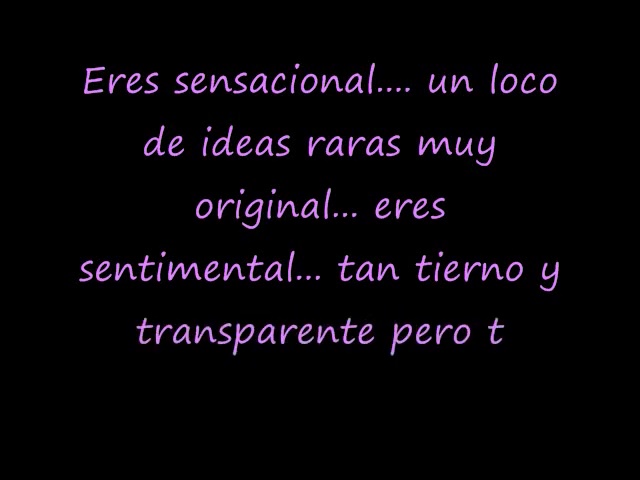 Eres sensacional.... un loco
de ideas raras muy
original... eres
sentimental... tan tierno y
transparente pero t